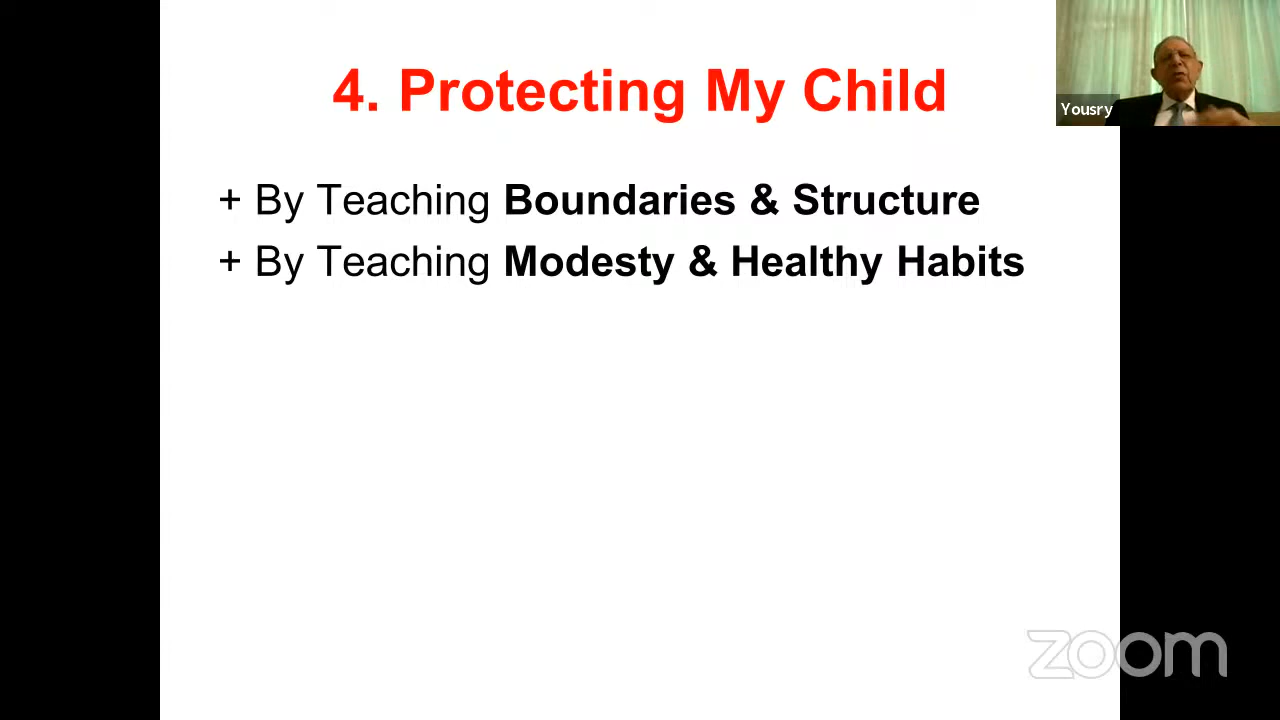 4. Protecting My Child
Yousry
+ By Teaching Boundaries & Structure
+ By Teaching Modesty & Healthy Habits
zoom